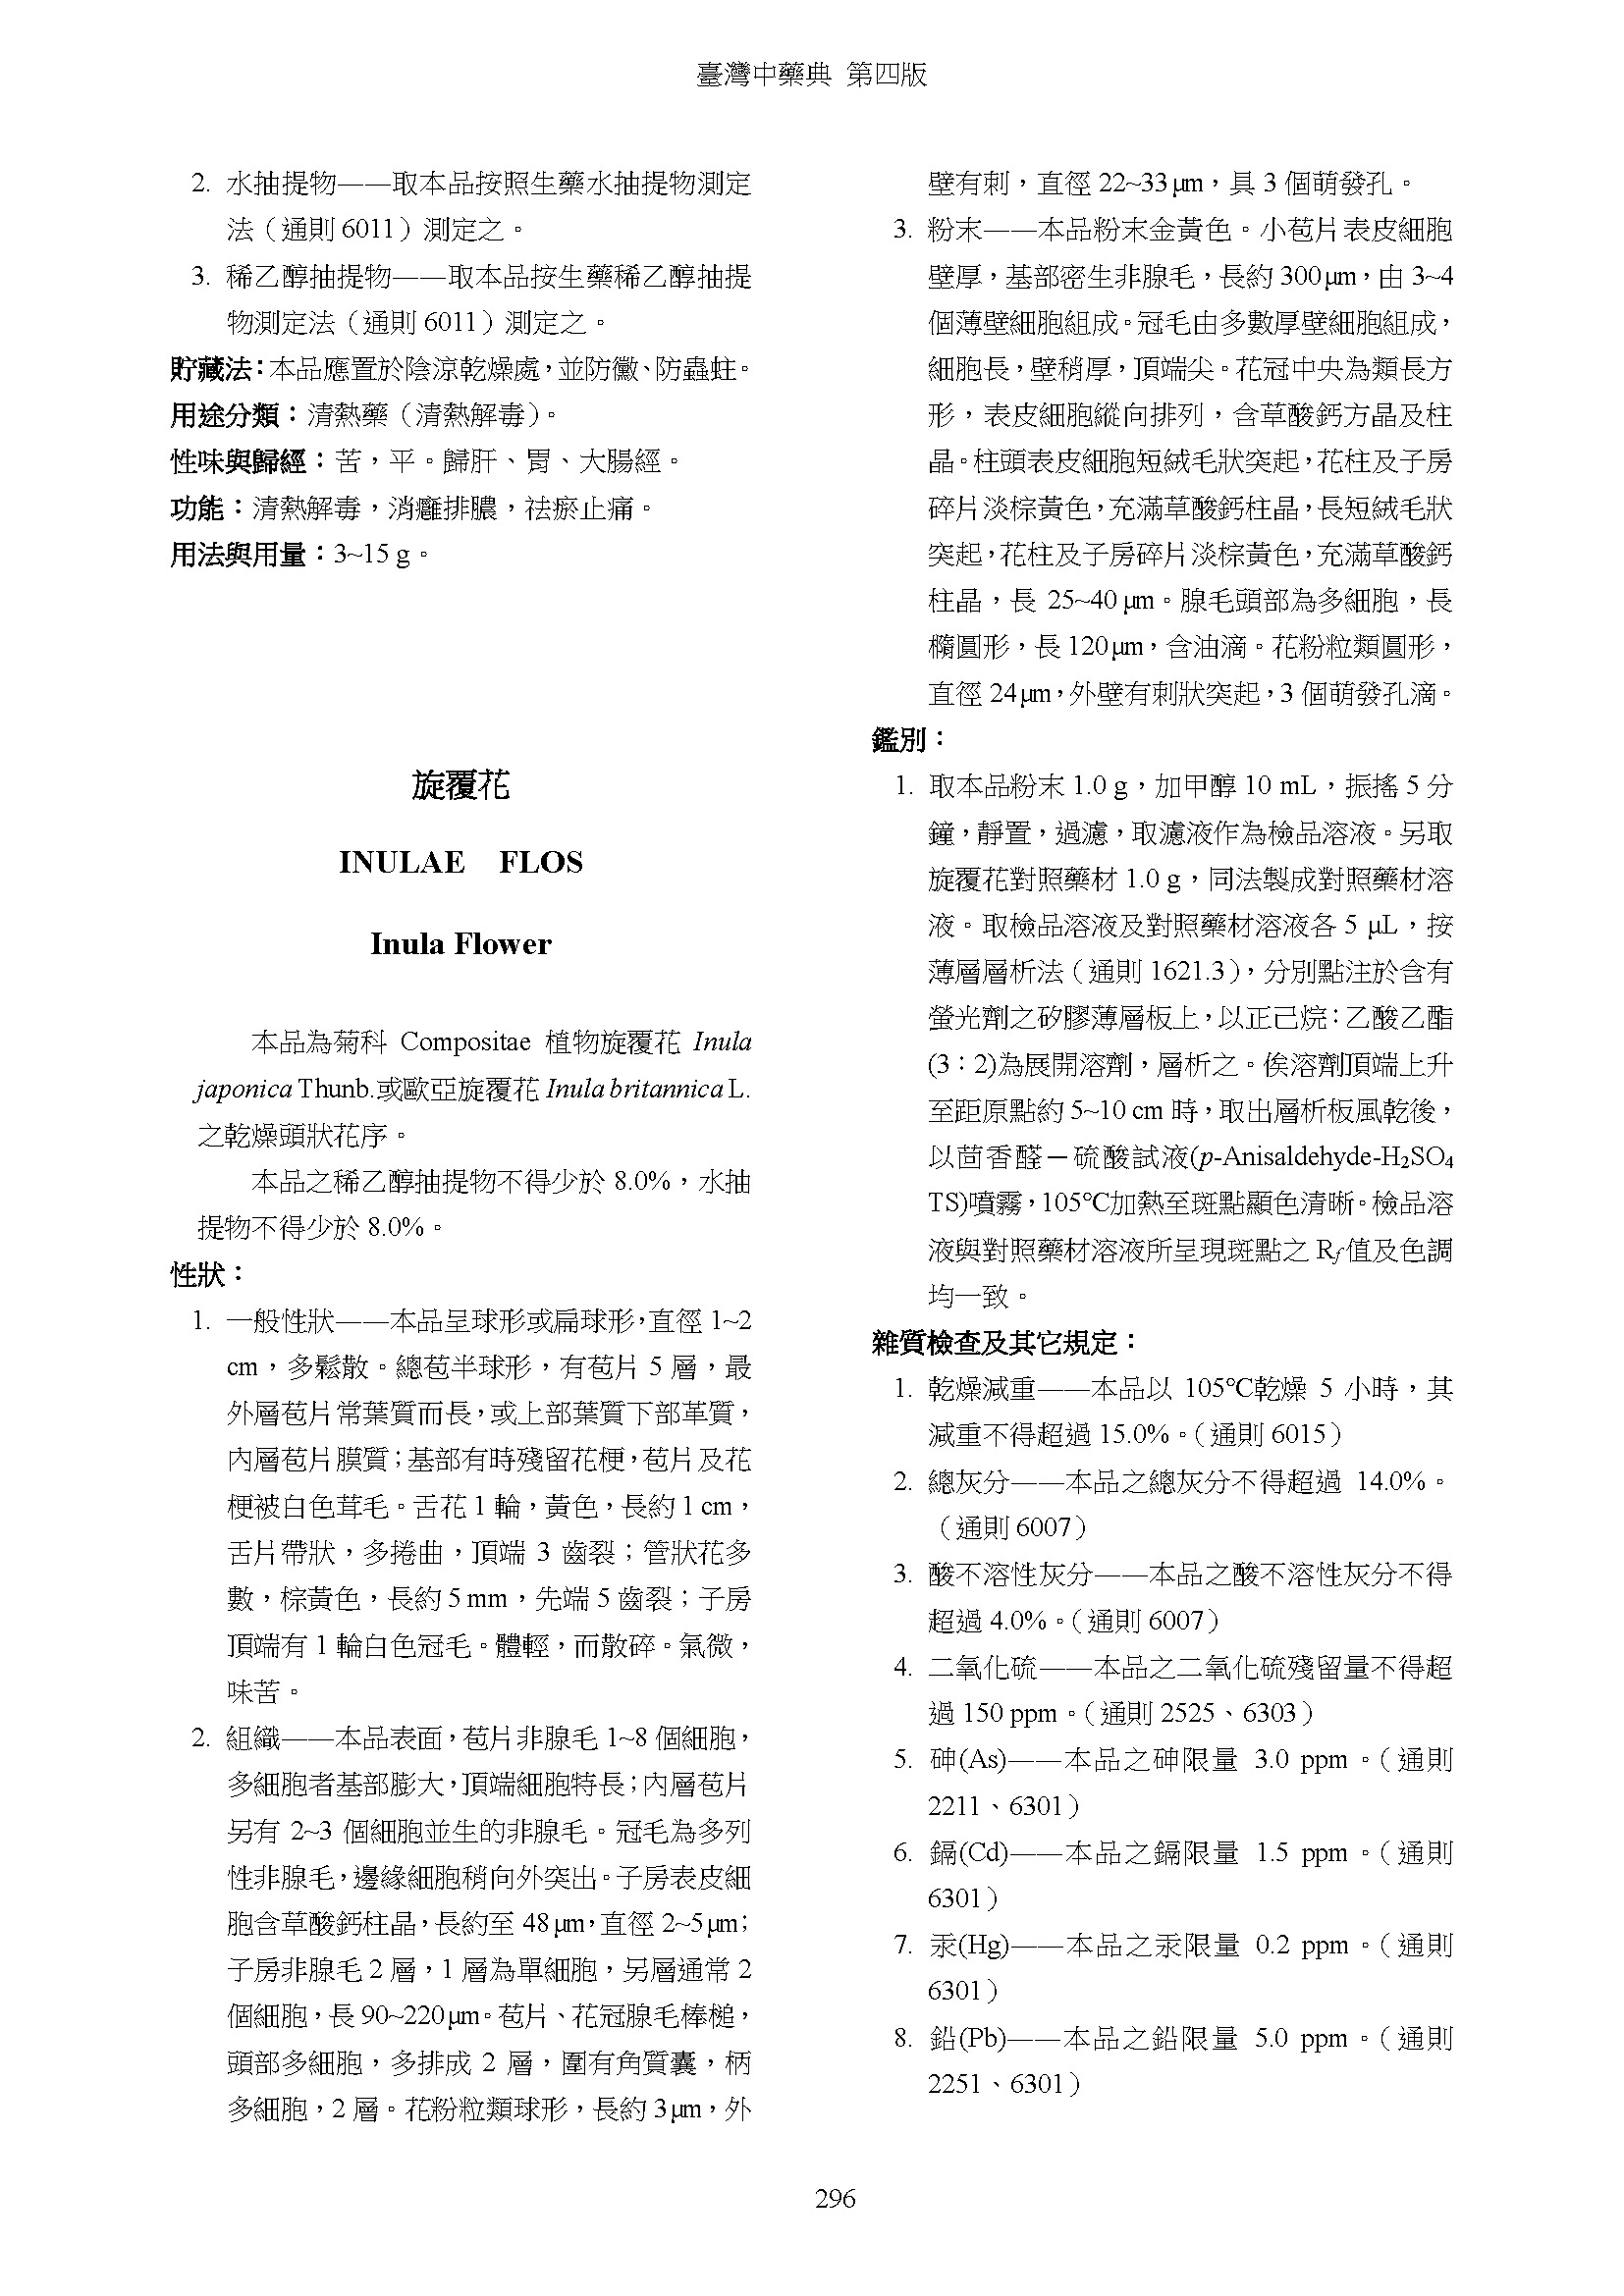 臺灣中藥典 第四版
2. 水抽提物——取本品按照生藥水抽提物測定
法（通則 6011）測定之。
3. 稀乙醇抽提物——取本品按生藥稀乙醇抽提
物測定法（通則 6011）測定之。
貯藏法：本品應置於陰涼乾燥處，並防黴、防蟲蛀。
用途分類：清熱藥（清熱解毒）。
性味與歸經：苦，平。歸肝、胃、大腸經。
功能：清熱解毒，消癰排膿，祛瘀止痛。
用法與用量：3~15 g。
旋覆花
INULAE FLOS
Inula Flower
本品為菊科 Compositae 植物旋覆花 Inula
japonica Thunb.或歐亞旋覆花 Inula britannica L.
之乾燥頭狀花序。
本品之稀乙醇抽提物不得少於 8.0%，水抽
提物不得少於 8.0%。
性狀：
1. 一般性狀——本品呈球形或扁球形，直徑 1~2
cm，多鬆散。總苞半球形，有苞片 5 層，最
外層苞片常葉質而長，或上部葉質下部革質，
內層苞片膜質；基部有時殘留花梗，苞片及花
梗被白色茸毛。舌花 1 輪，黃色，長約 1 cm，
舌片帶狀，多捲曲，頂端 3 齒裂；管狀花多
數，棕黃色，長約 5 mm，先端 5 齒裂；子房
頂端有 1 輪白色冠毛。體輕，而散碎。氣微，
味苦。
2. 組織——本品表面，苞片非腺毛 1~8 個細胞，
多細胞者基部膨大，頂端細胞特長；內層苞片
另有 2~3 個細胞並生的非腺毛。冠毛為多列
性非腺毛，邊緣細胞稍向外突出。子房表皮細
胞含草酸鈣柱晶，長約至 48 μm，直徑 2~5 μm；
子房非腺毛 2 層，1 層為單細胞，另層通常 2
個細胞，長 90~220 μm。苞片、花冠腺毛棒槌，
頭部多細胞，多排成 2 層，圍有角質囊，柄
多細胞，2 層。花粉粒類球形，長約 3 μm，外
壁有刺，直徑 22~33 μm，具 3 個萌發孔。
3. 粉末——本品粉末金黃色。小苞片表皮細胞
壁厚，基部密生非腺毛，長約 300 μm，由 3~4
個薄壁細胞組成。冠毛由多數厚壁細胞組成，
細胞長，壁稍厚，頂端尖。花冠中央為類長方
形，表皮細胞縱向排列，含草酸鈣方晶及柱
晶。柱頭表皮細胞短絨毛狀突起，花柱及子房
碎片淡棕黃色，充滿草酸鈣柱晶，長短絨毛狀
突起，花柱及子房碎片淡棕黃色，充滿草酸鈣
柱晶，長 25~40 μm。腺毛頭部為多細胞，長
橢圓形，長 120 μm，含油滴。花粉粒類圓形，
直徑 24 μm，外壁有刺狀突起，3 個萌發孔滴。
鑑別：
1. 取本品粉末 1.0 g，加甲醇 10 mL，振搖 5 分
鐘，靜置，過濾，取濾液作為檢品溶液。另取
旋覆花對照藥材 1.0 g，同法製成對照藥材溶
液。取檢品溶液及對照藥材溶液各 5 μL，按
薄層層析法（通則 1621.3），分別點注於含有
螢光劑之矽膠薄層板上，以正己烷：乙酸乙酯
(3：2)為展開溶劑，層析之。俟溶劑頂端上升
至距原點約 5~10 cm 時，取出層析板風乾後，
以茴香醛－硫酸試液(p-Anisaldehyde-H₂SO₄
TS)噴霧，105℃加熱至斑點顯色清晰。檢品溶
液與對照藥材溶液所呈現斑點之 Rf 值及色調
均一致。
雜質檢查及其它規定：
1. 乾燥減重——本品以 105℃乾燥 5 小時，其
減重不得超過 15.0%。（通則 6015）
2. 總灰分——本品之總灰分不得超過 14.0%。
（通則 6007）
3. 酸不溶性灰分——本品之酸不溶性灰分不得
超過 4.0%。（通則 6007）
4. 二氧化硫——本品之二氧化硫殘留量不得超
過 150 ppm。（通則 2525、6303）
5. 砷(As)——本品之砷限量 3.0 ppm。（通則
2211、6301）
6. 鎘(Cd)——本品之鎘限量 1.5 ppm。（通則
6301）
7. 汞(Hg)——本品之汞限量 0.2 ppm。（通則
6301）
8. 鉛(Pb)——本品之鉛限量 5.0 ppm。（通則
2251、6301）
296